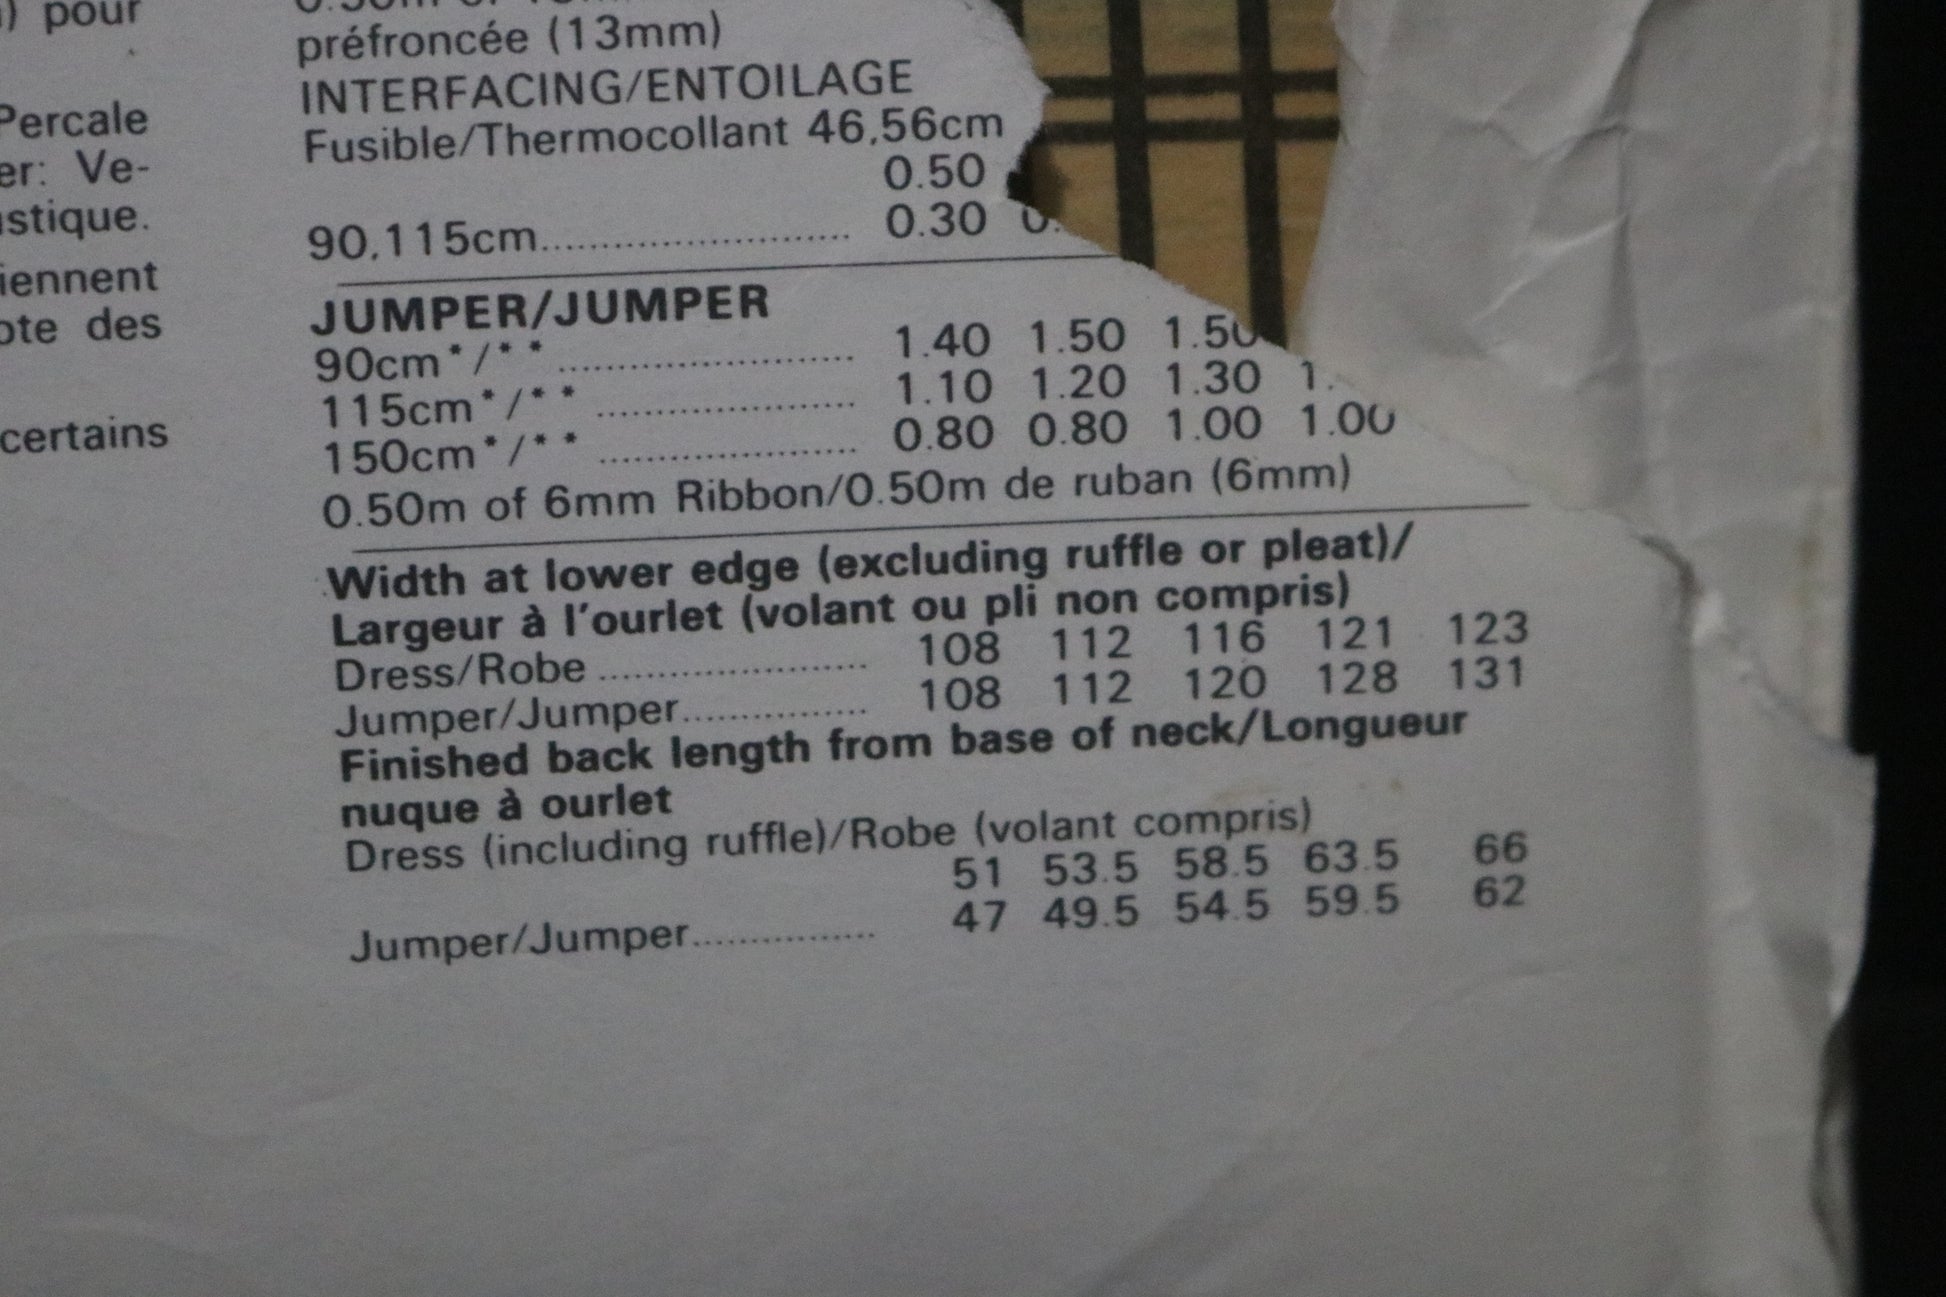 ) pour
Percale
er: Ve-
stique.
iennent
ote des
certains
préfroncée (13mm)
INTERFACING/ENTOILAGE
Fusible/Thermocollant 46,56cm
0.50
90,115cm.......................... 0.30 0.
JUMPER/JUMPER
90cm*/** ......................... 1.40 1.50 1.50
115cm*/** ...................... 1.10 1.20 1.30 1.
150cm*/** ...................... 0.80 0.80 1.00 1.00
0.50m of 6mm Ribbon/0.50m de ruban (6mm)
Width at lower edge (excluding ruffle or pleat)/
Largeur à l'ourlet (volant ou pli non compris)
Dress/Robe ....................... 108 112 116 121 123
Jumper/Jumper................ 108 112 120 128 131
Finished back length from base of neck/Longueur
nuque à ourlet
Dress (including ruffle)/Robe (volant compris)
51 53.5 58.5 63.5 66
Jumper/Jumper................ 47 49.5 54.5 59.5 62